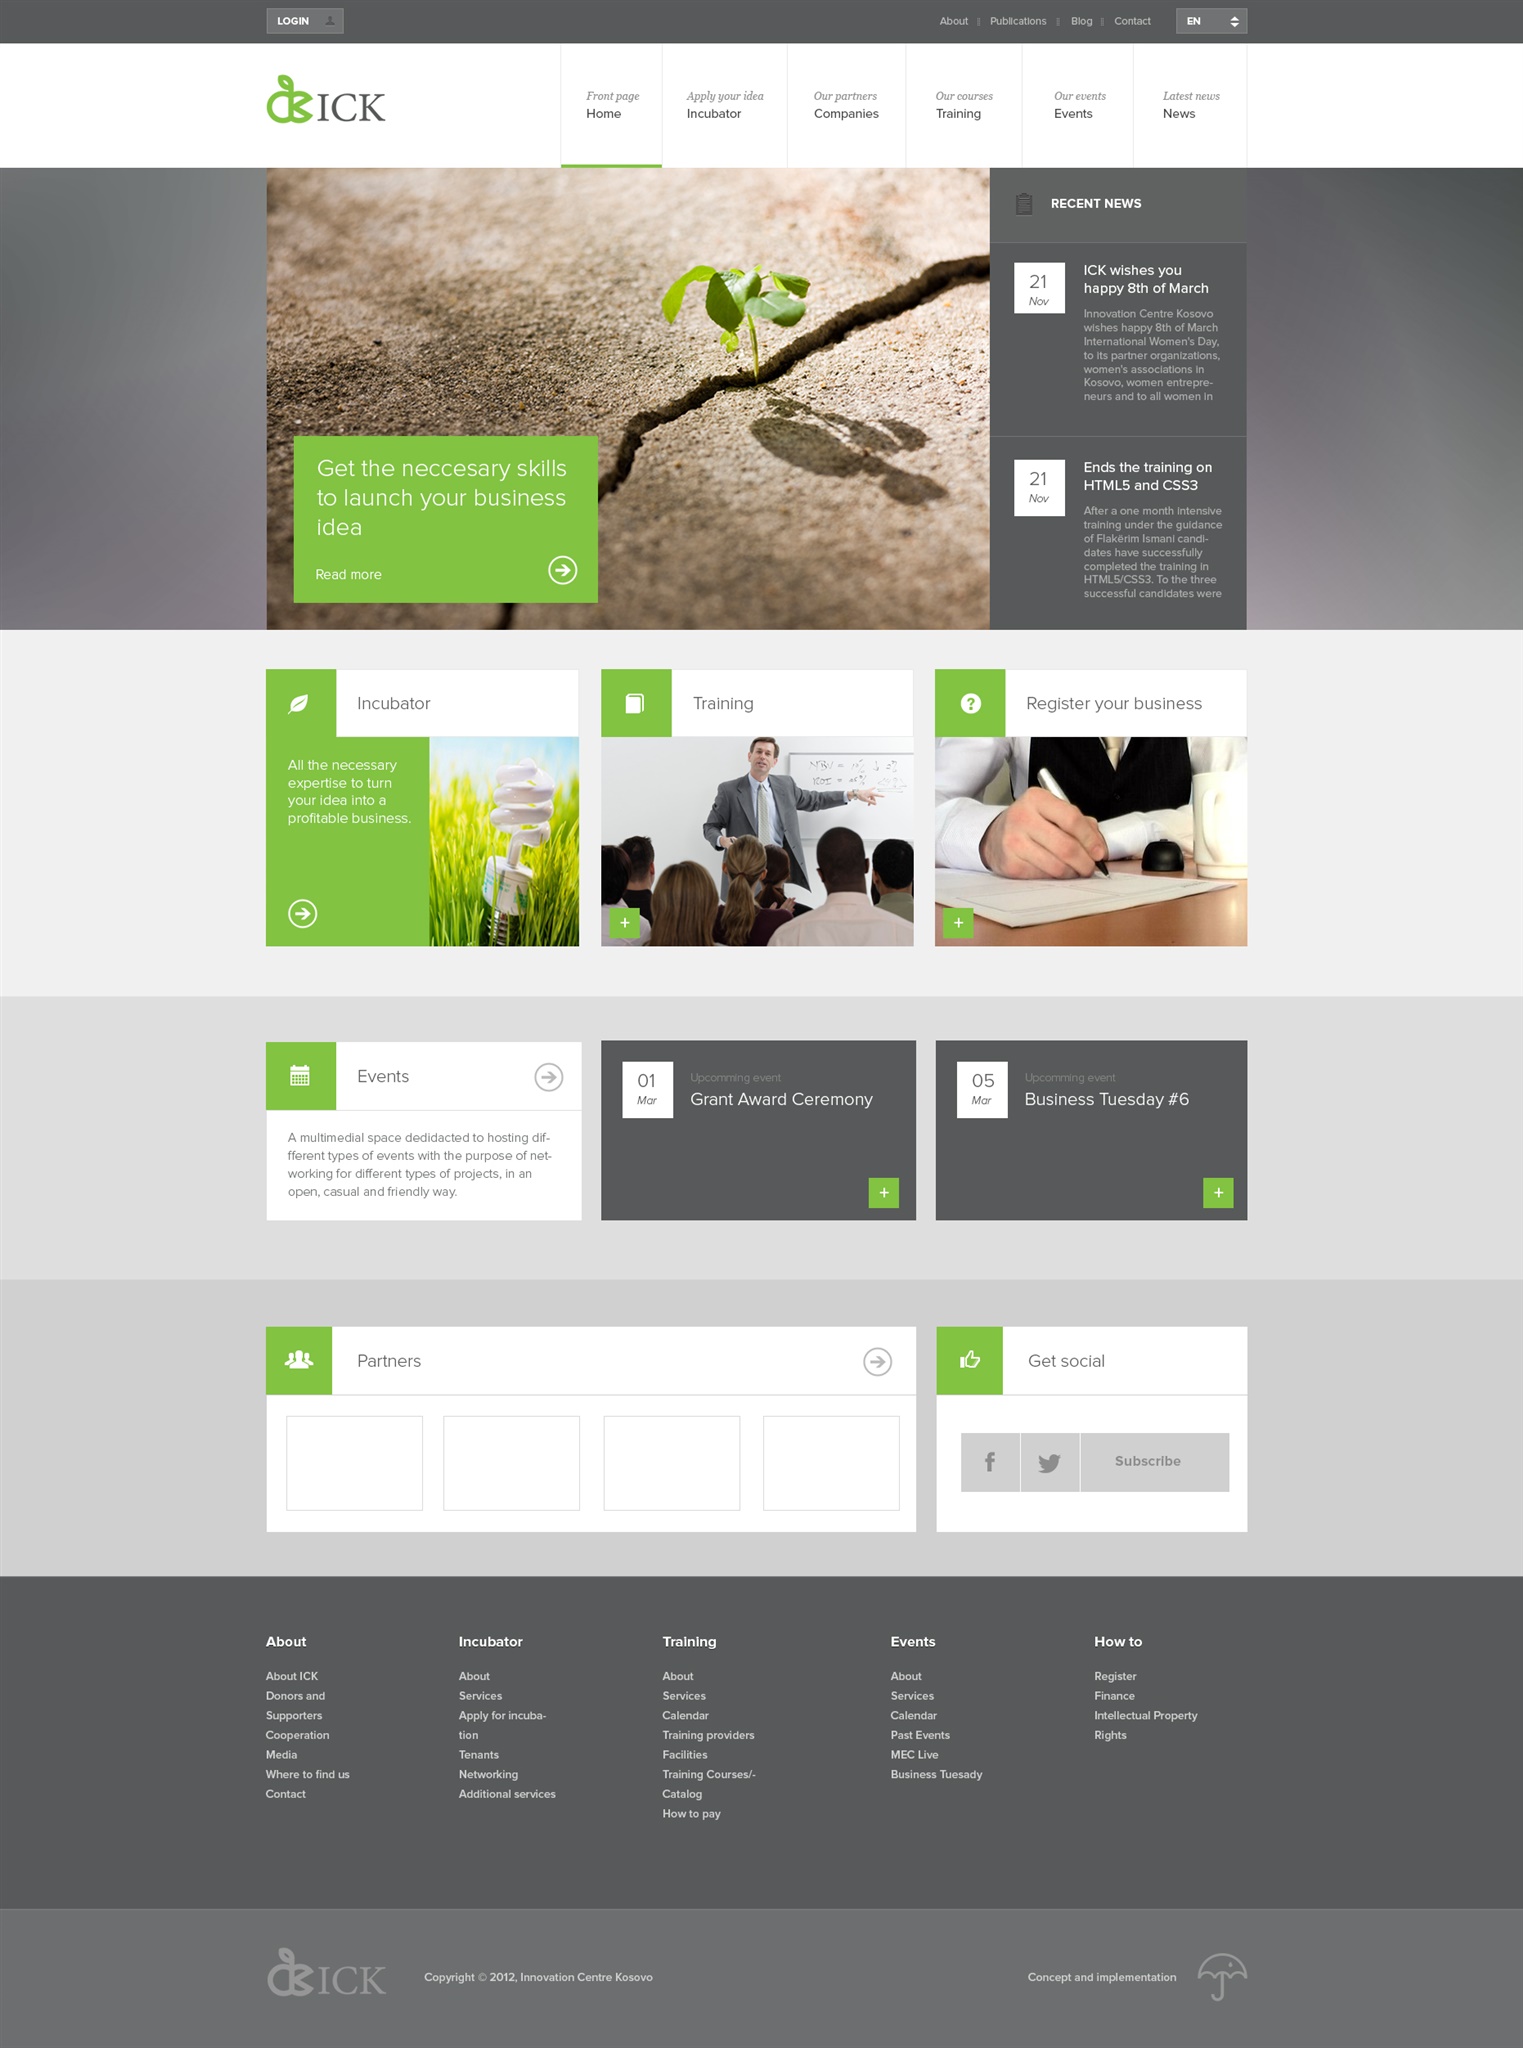 LOGIN
About || Publications || Blog || Contact
EN
ICK
Front page
Home
Apply your idea
Incubator
Our partners
Companies
Our courses
Training
Our events
Events
Latest news
News
Get the neccesary skills
to launch your business
idea
Read more
RECENT NEWS
21
Nov
ICK wishes you
happy 8th of March
Innovation Centre Kosovo
wishes happy 8th of March
International Women's Day,
to its partner organizations,
women's associations in
Kosovo, women entrepre-
neurs and to all women in
21
Nov
Ends the training on
HTML5 and CSS3
After a one month intensive
training under the guidance
of Flakërim Ismani candi-
dates have successfully
completed the training in
HTML5/CSS3. To the three
successful candidates were
Incubator
All the necessary
expertise to turn
your idea into a
profitable business.
Training
+
Register your business
+
Events
A multimedial space dedidacted to hosting dif-
fferent types of events with the purpose of net-
working for different types of projects, in an
open, casual and friendly way.
01
Mar
Upcomming event
Grant Award Ceremony
+
05
Mar
Upcomming event
Business Tuesday #6
+
Partners
Get social
f
Subscribe
About
About ICK
Donors and
Supporters
Cooperation
Media
Where to find us
Contact
Incubator
About
Services
Apply for incuba-
tion
Tenants
Networking
Additional services
Training
About
Services
Calendar
Training providers
Facilities
Training Courses/-
Catalog
How to pay
Events
About
Services
Calendar
Past Events
MEC Live
Business Tuesady
How to
Register
Finance
Intellectual Property
Rights
ICK
Copyright © 2012, Innovation Centre Kosovo
Concept and implementation